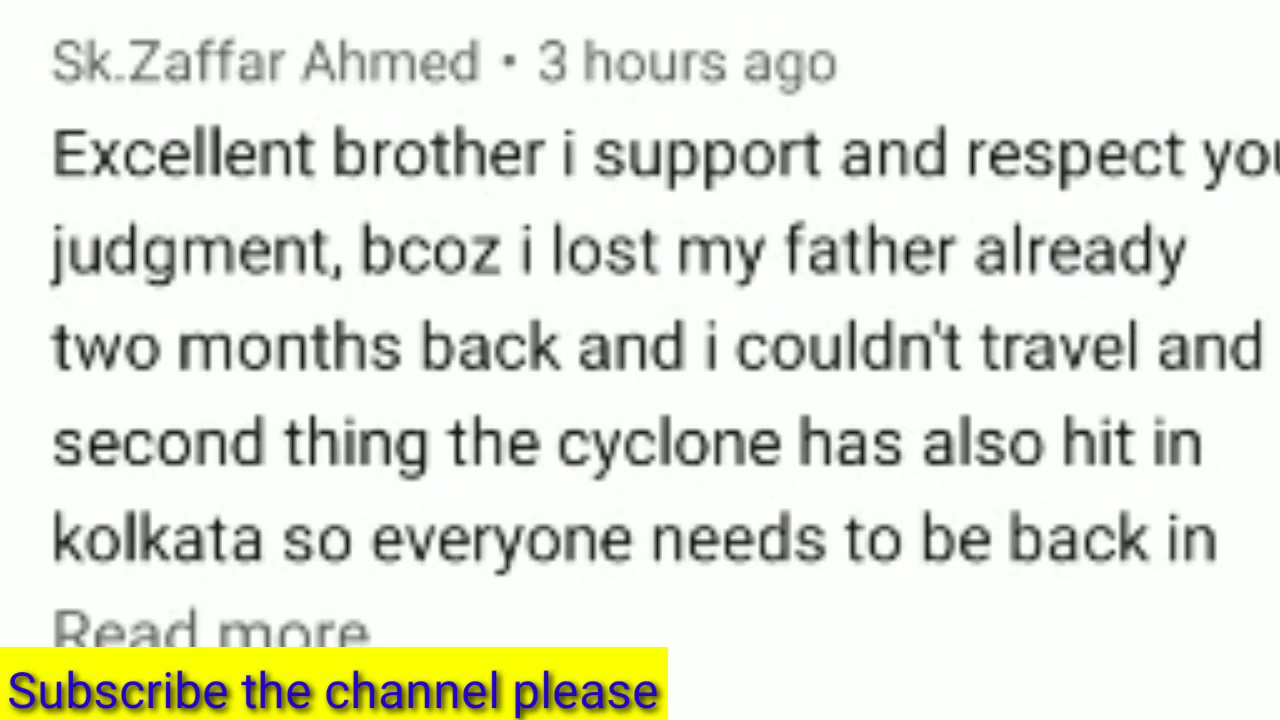 Sk.Zaffar Ahmed • 3 hours ago
Excellent brother i support and respect you
judgment, bcoz i lost my father already
two months back and i couldn't travel and
second thing the cyclone has also hit in
kolkata so everyone needs to be back in
Read more
Subscribe the channel please